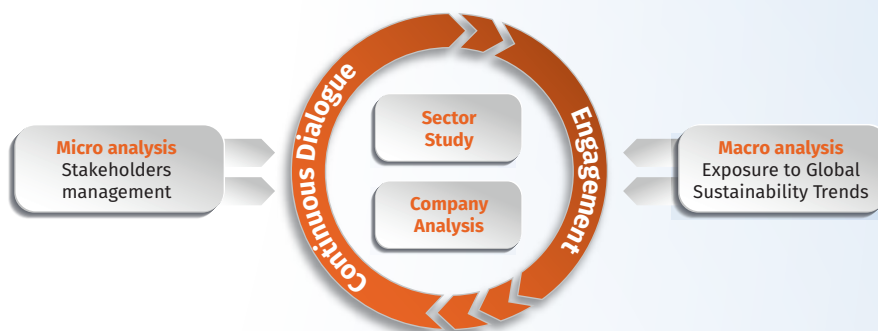 Micro analysis
Stakeholders
management
Continuous Dialogue
Sector
Study
Company
Analysis
Engagement
Macro analysis
Exposure to Global
Sustainability Trends